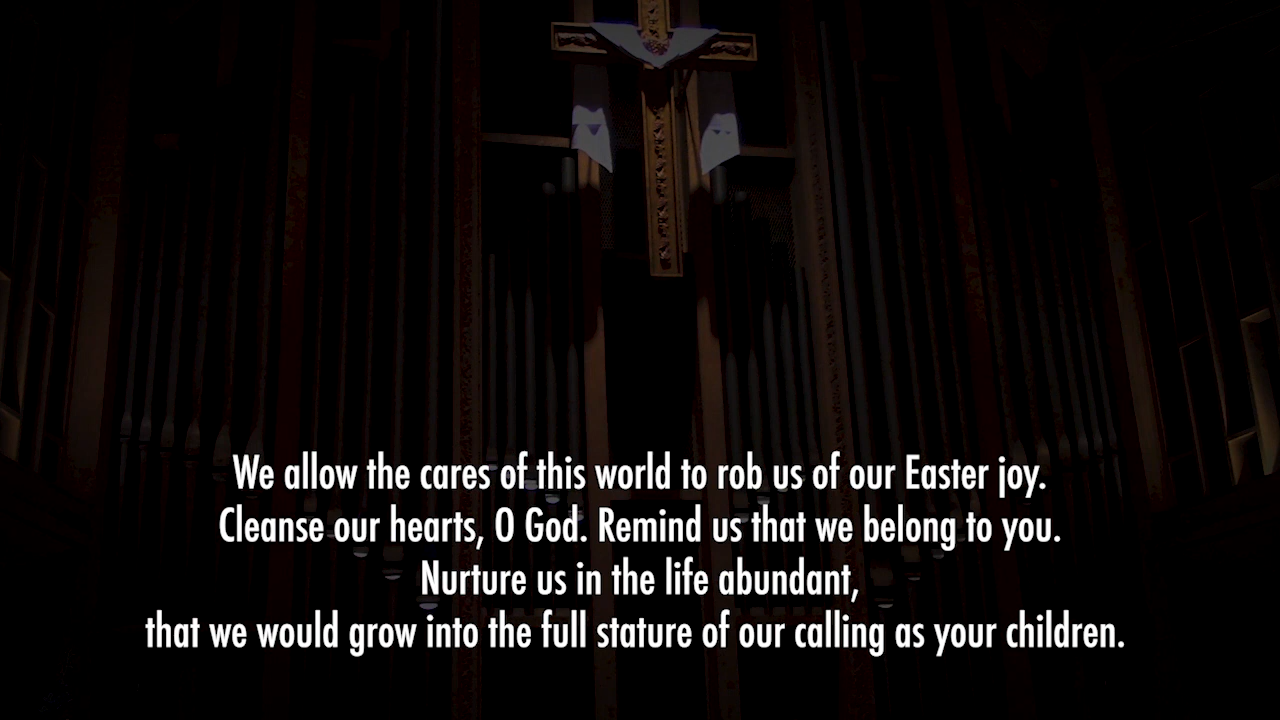 We allow the cares of this world to rob us of our Easter joy.
Cleanse our hearts, O God. Remind us that we belong to you.
Nurture us in the life abundant,
that we would grow into the full stature of our calling as your children.